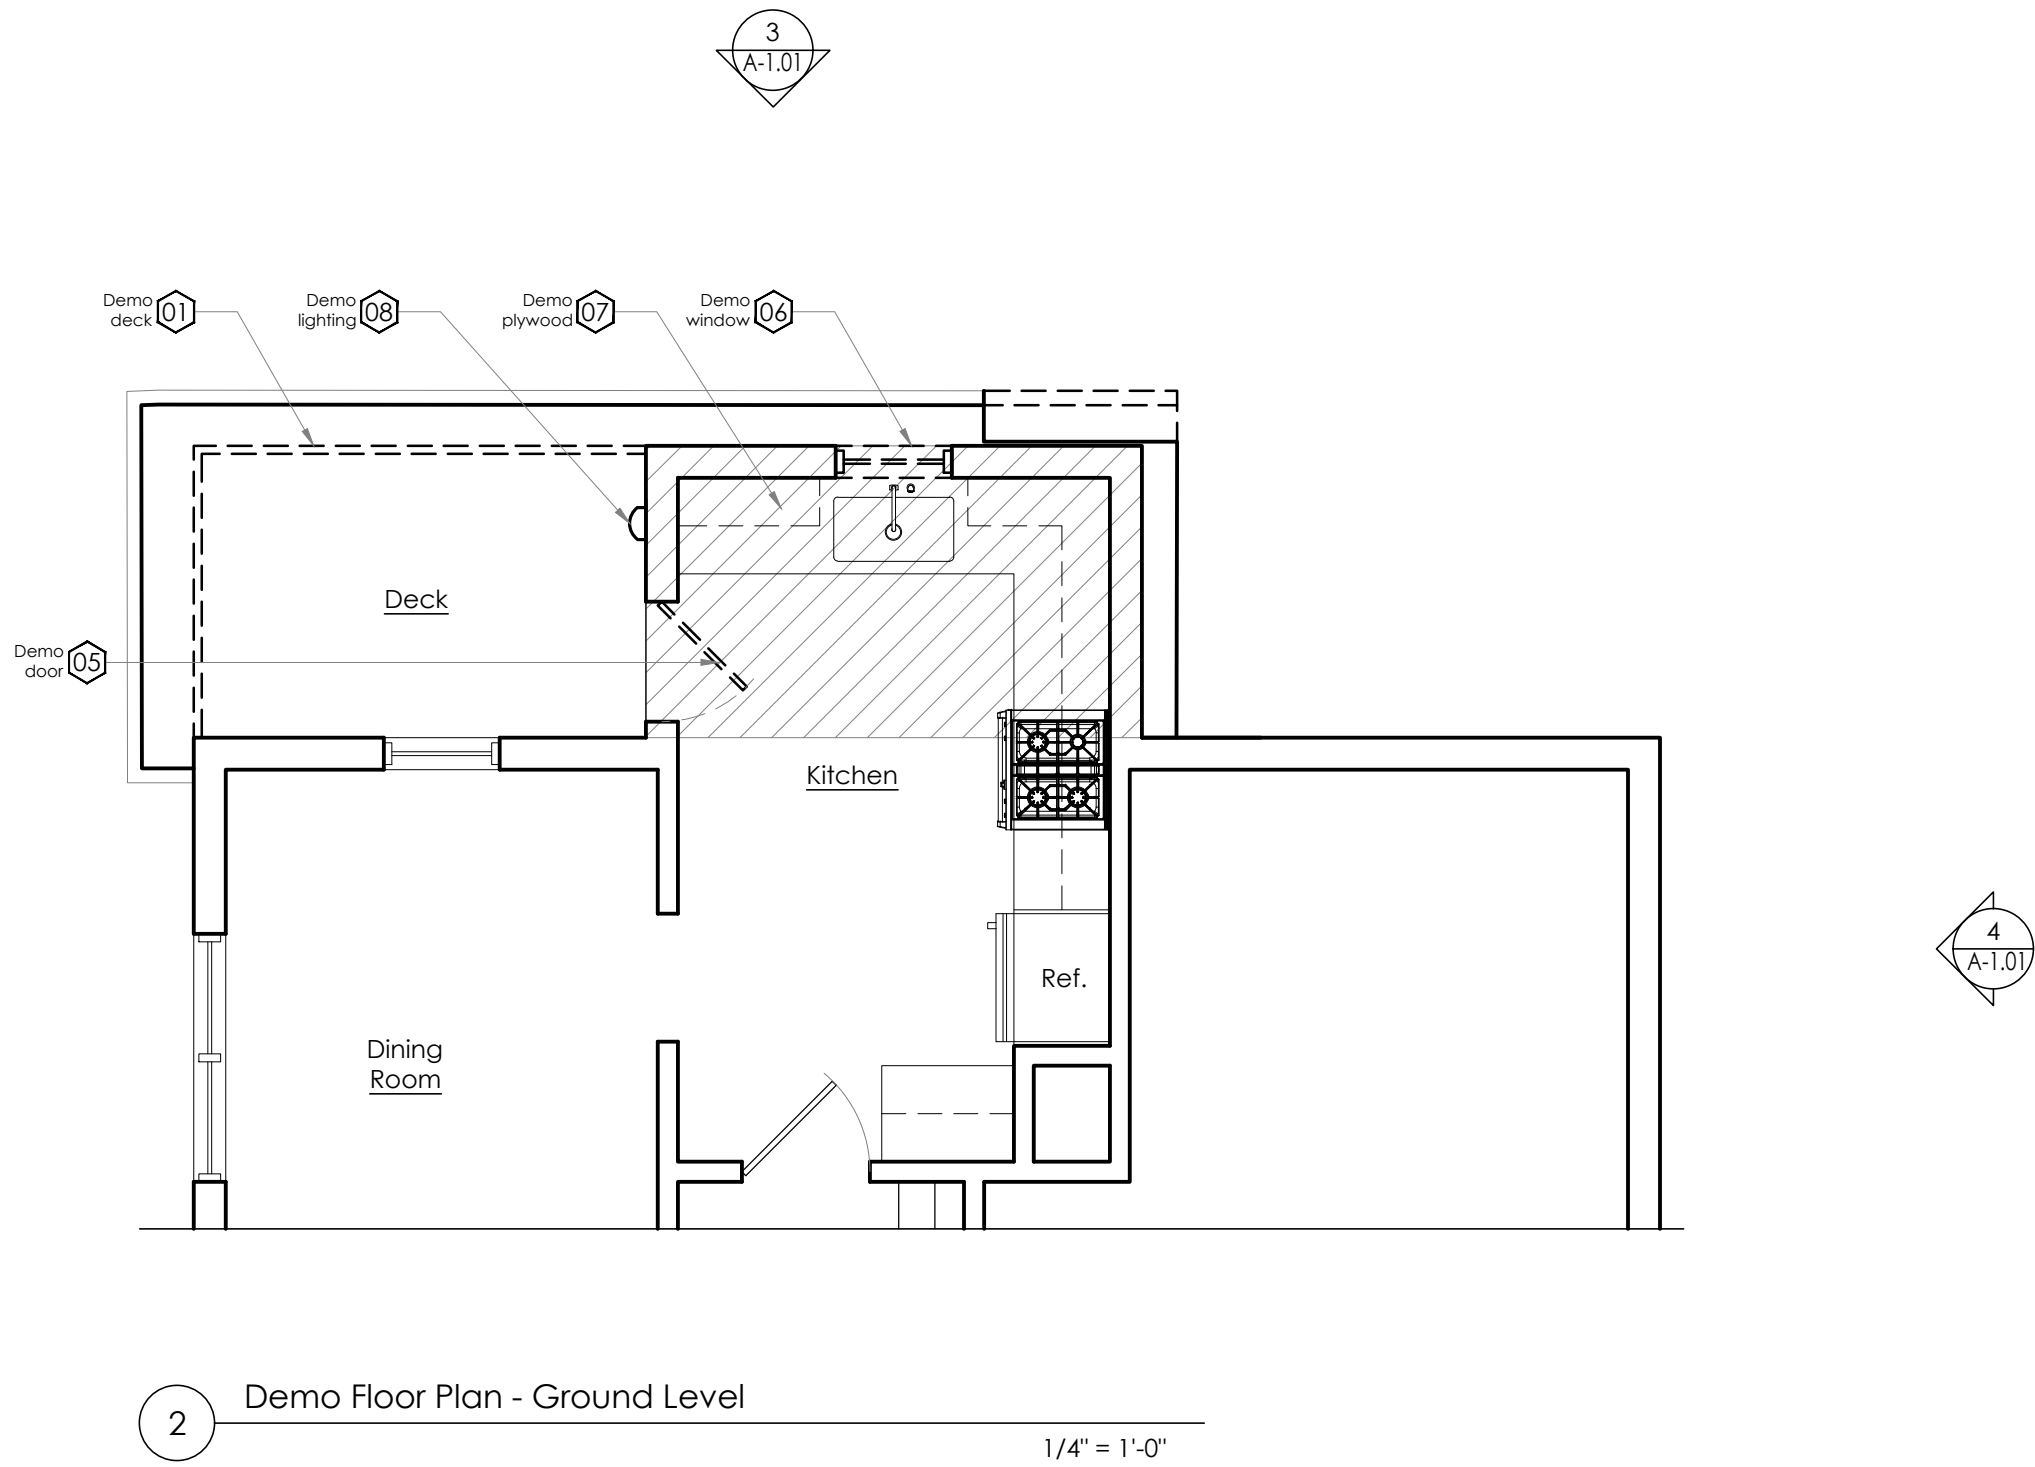 3
A-1.01
Demo
deck
01
Demo
lighting
08
Demo
plywood
07
Demo
window
06
Deck
Demo
door
05
Kitchen
4
A-1.01
Ref.
Dining
Room
2
Demo Floor Plan - Ground Level
1/4" = 1'-0"